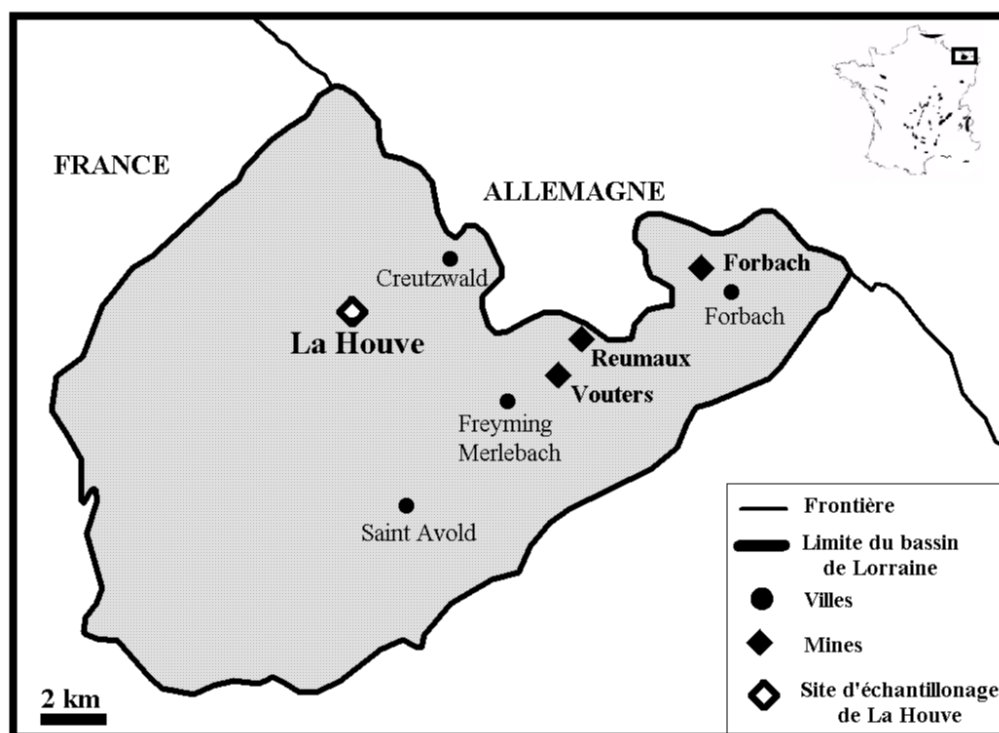 FRANCE
ALLEMAGNE
Creutzwald
La Houve
Forbach
Forbach
Reumaux
Vouters
Freyming
Merlebach
Saint Avold
2 km
Frontière
Limite du bassin
de Lorraine
Villes
Mines
Site d'échantillonage
de La Houve